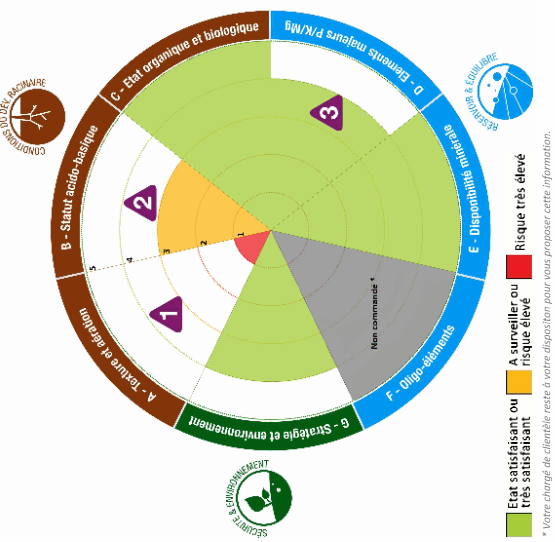 CONDITIONS DU DÉV. RACINAIRE
RÉSERVOIR & ÉQUILIBRE
SÉCURITÉ & ENVIRONNEMENT
A - Texture et aération
B - Statut acido-basique
C - Etat organique et biologique
D - Eléments majeurs P/K/Mg
E - Disponibilité minérale
F - Oligo-éléments
G - Stratégie et environnement
1
2
3
5
4
3
2
1
Non commandé *
Etat satisfaisant ou
très satisfaisant
A surveiller ou
risque élevé
Risque très élevé
* Votre chargé de clientèle reste à votre dispositon pour vous proposer cette information.